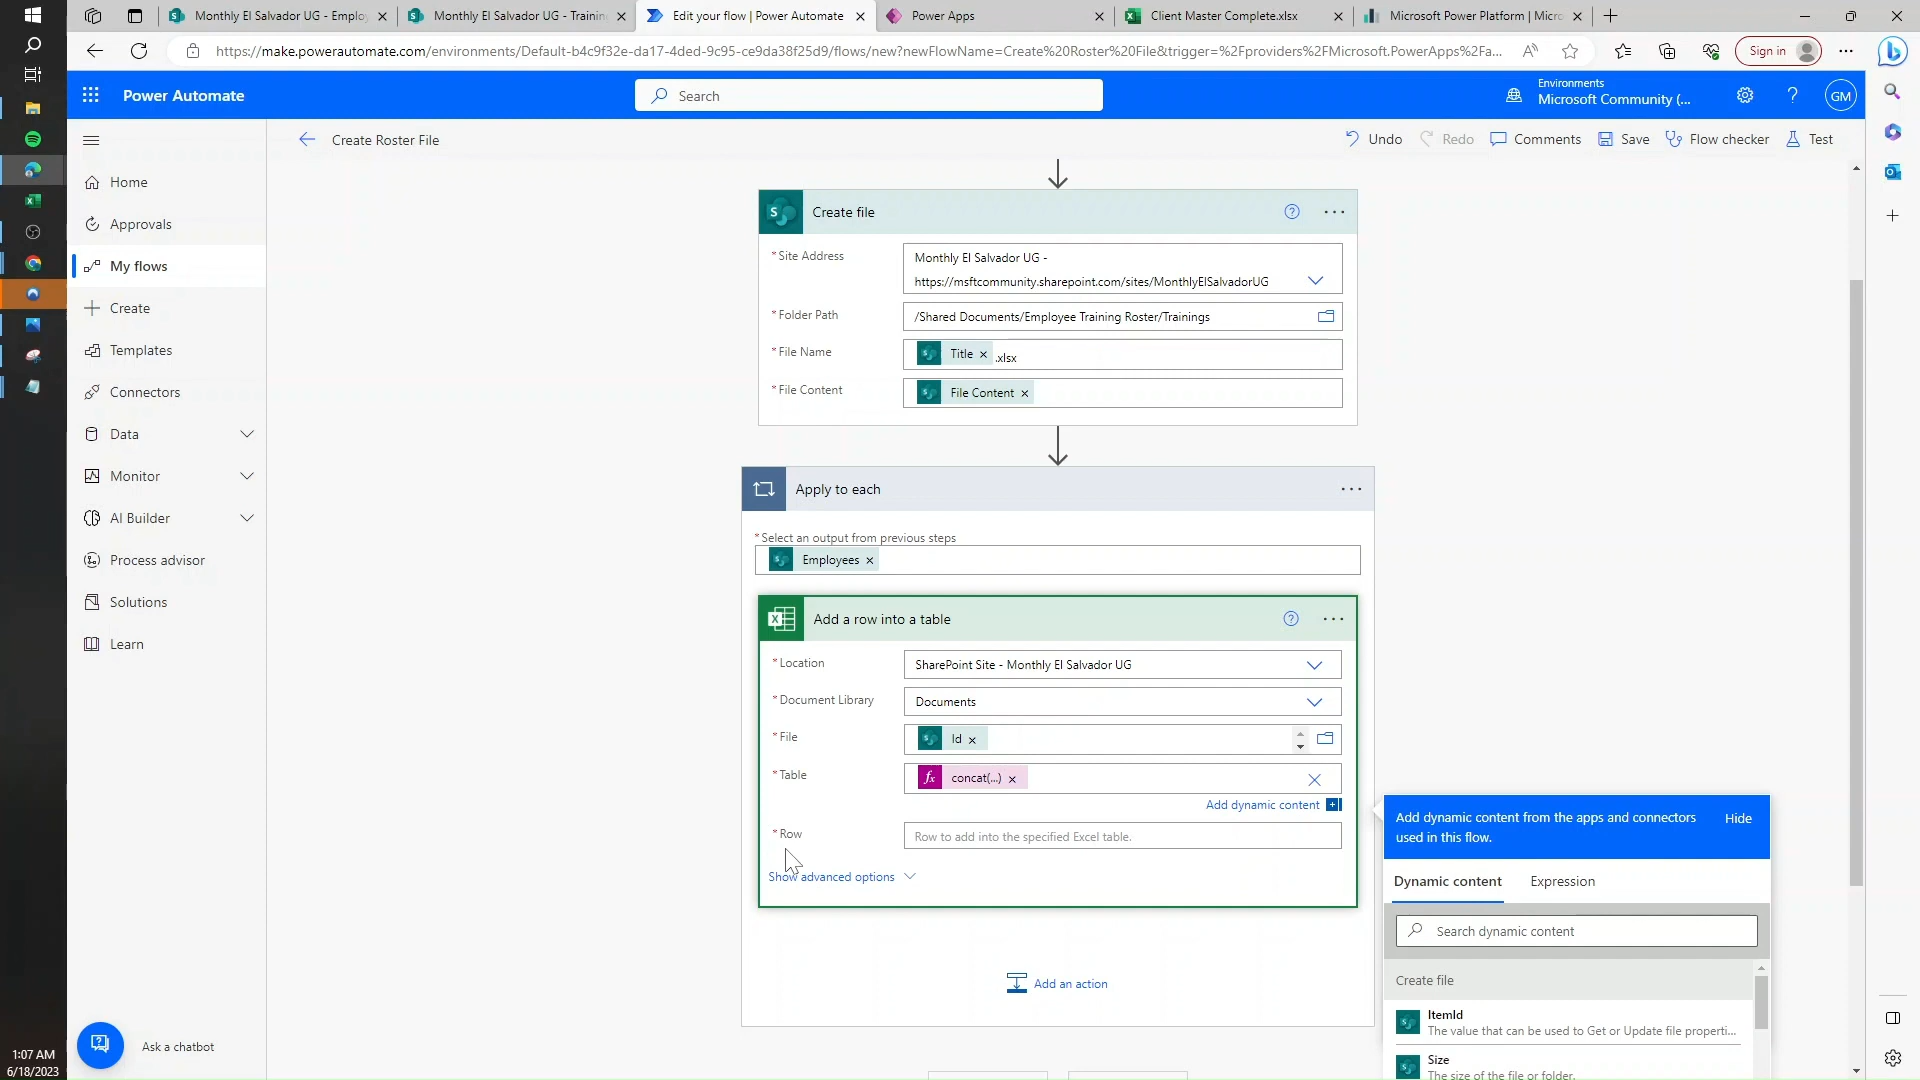 Monthly El Salvador UG - Employ
Monthly El Salvador UG - Trainin
Edit your flow | Power Automate
Power Apps
Client Master Complete.xlsx
Microsoft Power Platform | Micro
https://make.powerautomate.com/environments/Default-b4c9f32e-da17-4ded-9c95-ce9da38f25d9/flows/new?newFlowName=Create%20Roster%20File&trigger=%2Fproviders%2FMicrosoft.PowerApps%2Fa...
Sign in
Power Automate
Search
Environments
Microsoft Community (...
GM
Create Roster File
Undo
Redo
Comments
Save
Flow checker
Test
Home
Approvals
My flows
Create
Templates
Connectors
Data
Monitor
AI Builder
Process advisor
Solutions
Learn
Ask a chatbot
Create file
* Site Address
Monthly El Salvador UG -
https://msftcommunity.sharepoint.com/sites/MonthlyElSalvadorUG
* Folder Path
/Shared Documents/Employee Training Roster/Trainings
* File Name
Title × .xlsx
* File Content
File Content ×
Apply to each
* Select an output from previous steps
Employees ×
Add a row into a table
* Location
SharePoint Site - Monthly El Salvador UG
* Document Library
Documents
* File
Id ×
* Table
fx concat(...) ×
Add dynamic content
* Row
Row to add into the specified Excel table.
Show advanced options
Add an action
Add dynamic content from the apps and connectors
used in this flow.
Hide
Dynamic content
Expression
Search dynamic content
Create file
ItemId
The value that can be used to Get or Update file properti...
Size
The size of the file or folder.
1:07 AM
6/18/2023